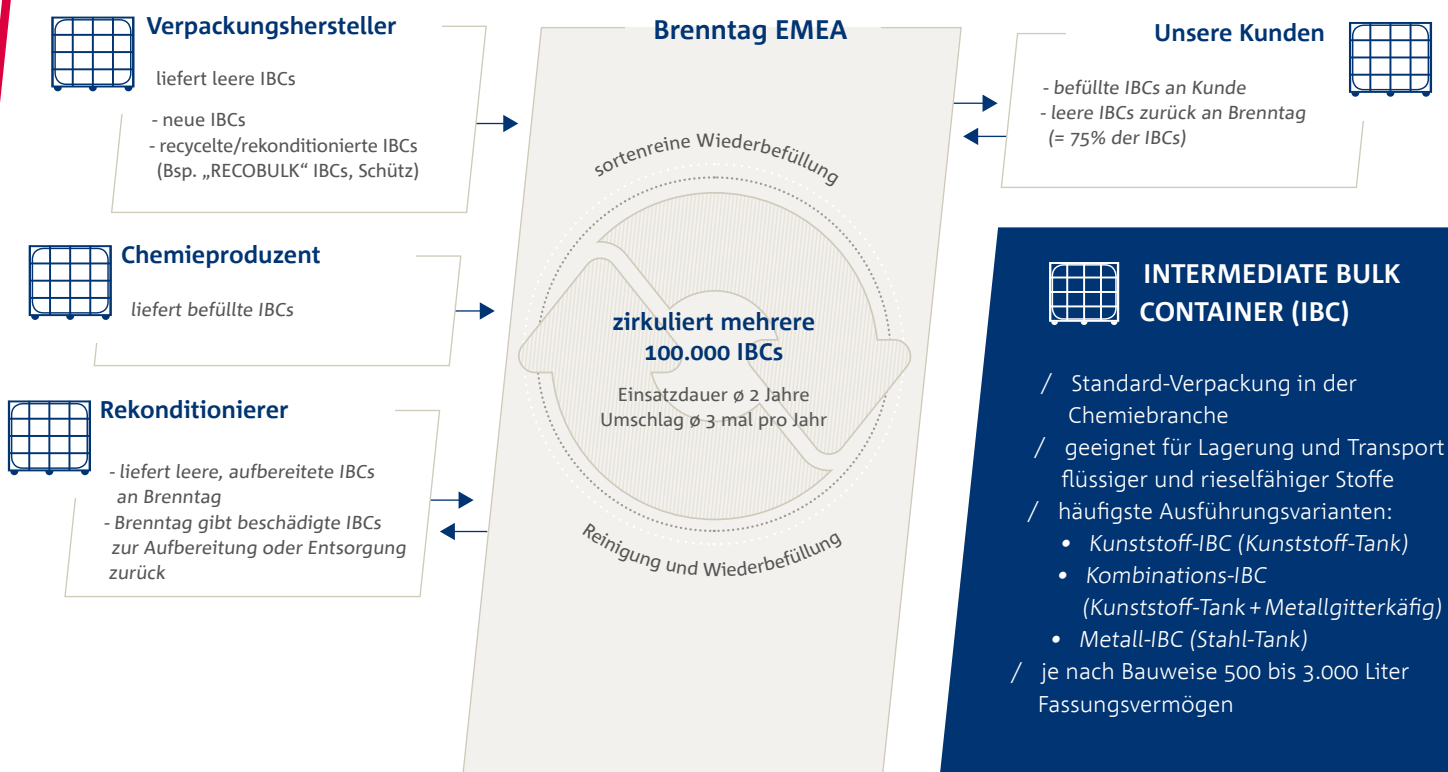 Verpackungshersteller
liefert leere IBCs
- neue IBCs
- recycelte/rekonditionierte IBCs
(Bsp. „RECOBULK“ IBCs, Schütz)
Chemieproduzent
liefert befüllte IBCs
Rekonditionierer
- liefert leere, aufbereitete IBCs
an Brenntag
- Brenntag gibt beschädigte IBCs
zur Aufbereitung oder Entsorgung
zurück
Brenntag EMEA
sortenreine Wiederbefüllung
zirkuliert mehrere
100.000 IBCs
Einsatzdauer ø 2 Jahre
Umschlag ø 3 mal pro Jahr
Reinigung und Wiederbefüllung
Unsere Kunden
- befüllte IBCs an Kunde
- leere IBCs zurück an Brenntag
(= 75% der IBCs)
INTERMEDIATE BULK
CONTAINER (IBC)
/ Standard-Verpackung in der
Chemiebranche
/ geeignet für Lagerung und Transport
flüssiger und rieselfähiger Stoffe
/ häufigste Ausführungsvarianten:
• Kunststoff-IBC (Kunststoff-Tank)
• Kombinations-IBC
(Kunststoff-Tank + Metallgitterkäfig)
• Metall-IBC (Stahl-Tank)
/ je nach Bauweise 500 bis 3.000 Liter
Fassungsvermögen